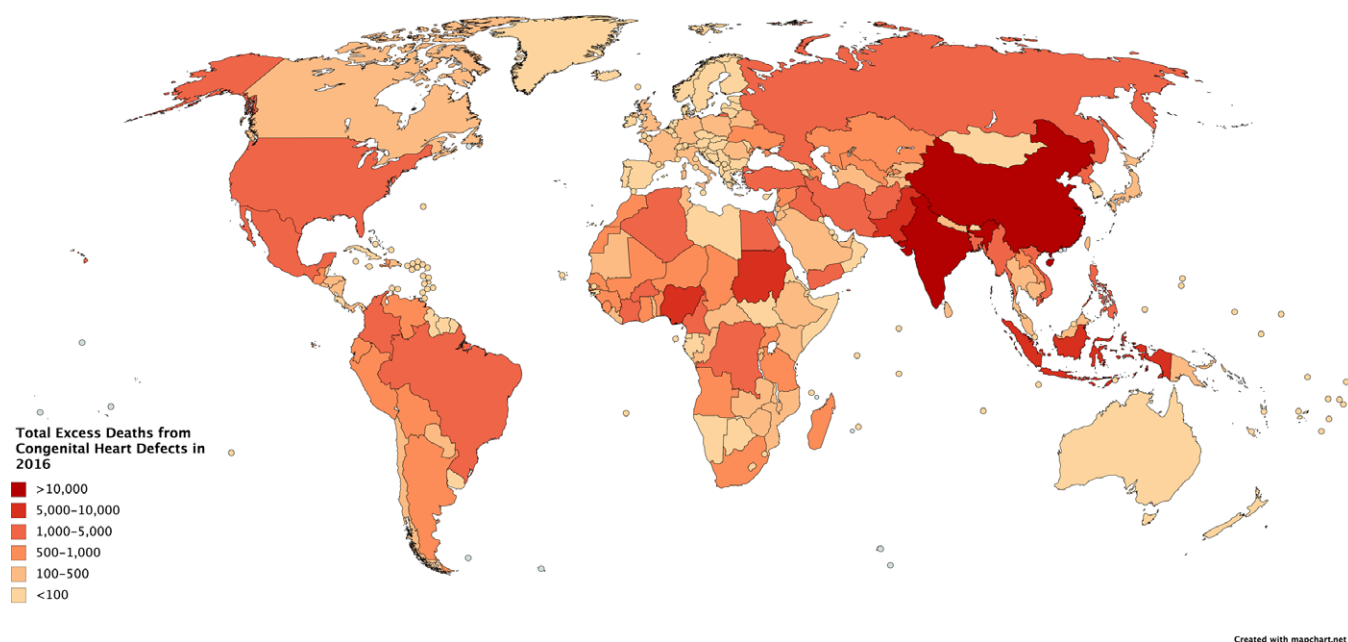 Total Excess Deaths from
Congenital Heart Defects in
2016
>10,000
5,000–10,000
1,000–5,000
500–1,000
100–500
<100
Created with mapchart.net